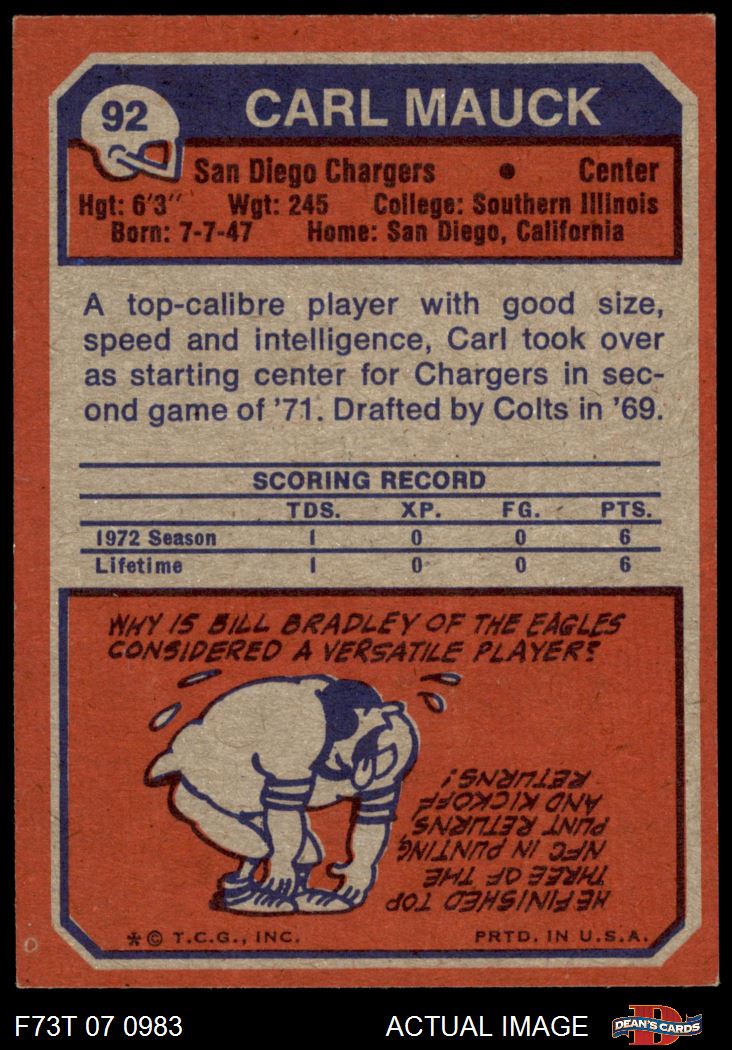 92
CARL MAUCK
San Diego Chargers • Center
Hgt: 6'3" Wgt: 245 College: Southern Illinois
Born: 7-7-47 Home: San Diego, California
A top-calibre player with good size,
speed and intelligence, Carl took over
as starting center for Chargers in sec-
ond game of '71. Drafted by Colts in '69.
SCORING RECORD
TDS. XP. FG. PTS.
1972 Season 1 0 0 6
Lifetime 1 0 0 6
WHY IS BILL BRADLEY OF THE EAGLES
CONSIDERED A VERSATILE PLAYER?
HE FINISHED TOP
THREE OF THE
NFC IN PUNTING,
PUNT RETURNS
AND KICKOFF
RETURNS!
* © T.C.G., INC. PRTD. IN U.S.A.
F73T 07 0983 ACTUAL IMAGE DEAN'S CARDS